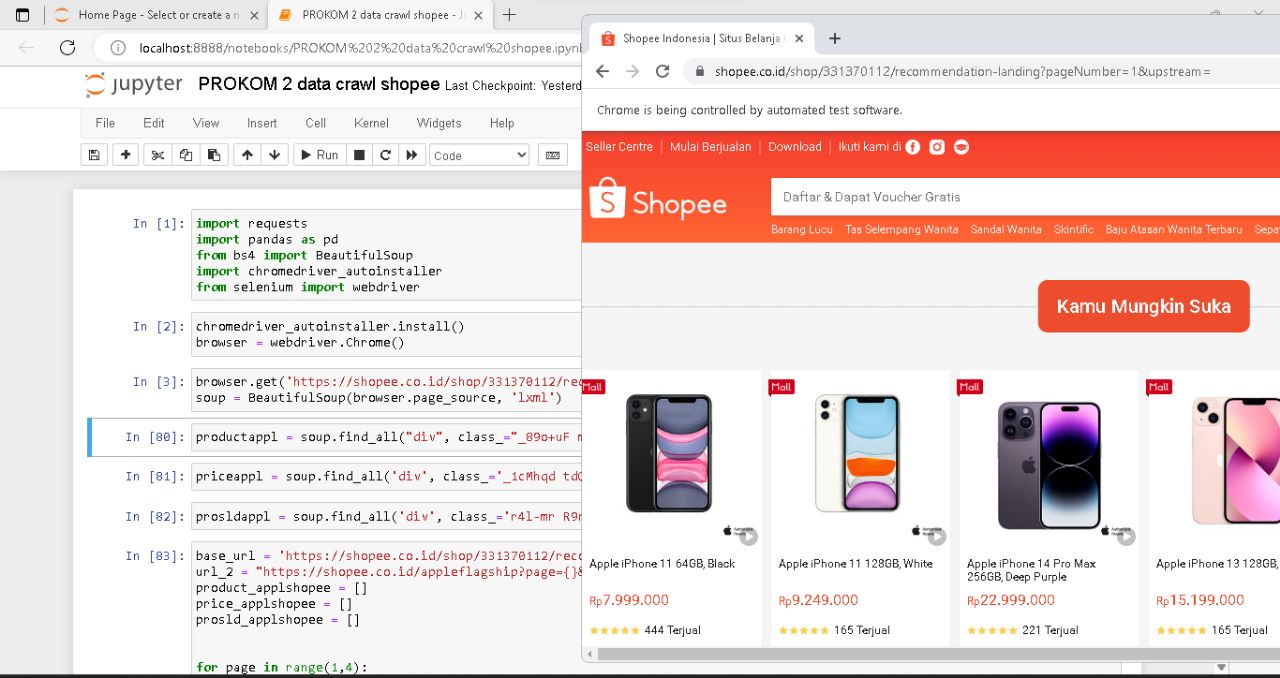 Home Page - Select or create a n
PROKOM 2 data crawl shopee - J
localhost:8888/notebooks/PROKOM%202%20data%20crawl%20shopee.ipynb
jupyter PROKOM 2 data crawl shopee Last Checkpoint: Yesterd
File Edit View Insert Cell Kernel Widgets Help
Run Code
In [1]: import requests
import pandas as pd
from bs4 import BeautifulSoup
import chromedriver_autoinstaller
from selenium import webdriver
In [2]: chromedriver_autoinstaller.install()
browser = webdriver.Chrome()
In [3]: browser.get('https://shopee.co.id/shop/331370112/rec
soup = BeautifulSoup(browser.page_source, 'lxml')
In [80]: productappl = soup.find_all("div", class_="_89o+uF
In [81]: priceappl = soup.find_all('div', class_='_1cMhqd
In [82]: prosldappl = soup.find_all('div', class_='r4l-mr
In [83]: base_url = 'https://shopee.co.id/shop/331370112/reco
url_2 = "https://shopee.co.id/appleflagship?page={}&
product_applshopee = []
price_applshopee = []
prosld_applshopee = []
for page in range(1,4):
Shopee Indonesia | Situs Belanja
shopee.co.id/shop/331370112/recommendation-landing?pageNumber=1&upstream=
Chrome is being controlled by automated test software.
Seller Centre | Mulai Berjualan | Download | Ikuti kami di
Shopee
Daftar & Dapat Voucher Gratis
Barang Lucu Tas Selempang Wanita Sandal Wanita Skintific Baju Atasan Wanita Terbaru Sepa
Kamu Mungkin Suka
Mall Mall Mall Mall
Apple iPhone 11 64GB, Black
Rp7.999.000
444 Terjual
Apple iPhone 11 128GB, White
Rp9.249.000
165 Terjual
Apple iPhone 14 Pro Max
256GB, Deep Purple
Rp22.999.000
221 Terjual
Apple iPhone 13 128GB,
Rp15.199.000
165 Terjual